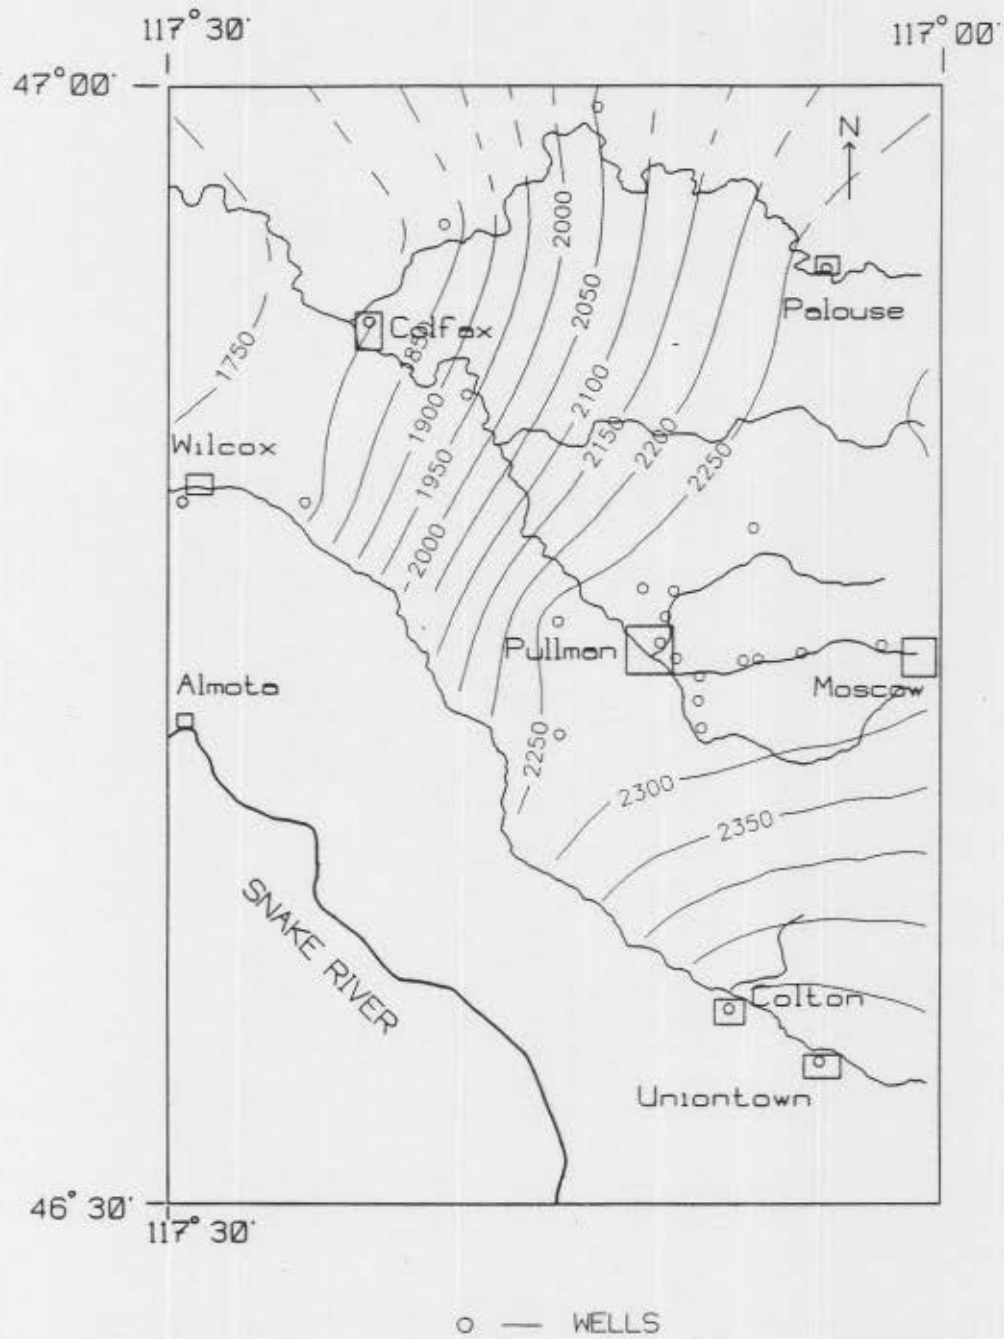 117°30'
117°00'
47°00'
N
2000
2050
Palouse
Colfax
1850
1750
2100
1900
2150
2200
Wilcox
1950
2250
2000
Pullman
Almota
Moscow
2250
2300
2350
SNAKE RIVER
Colton
Uniontown
46°30'
117°30'
WELLS